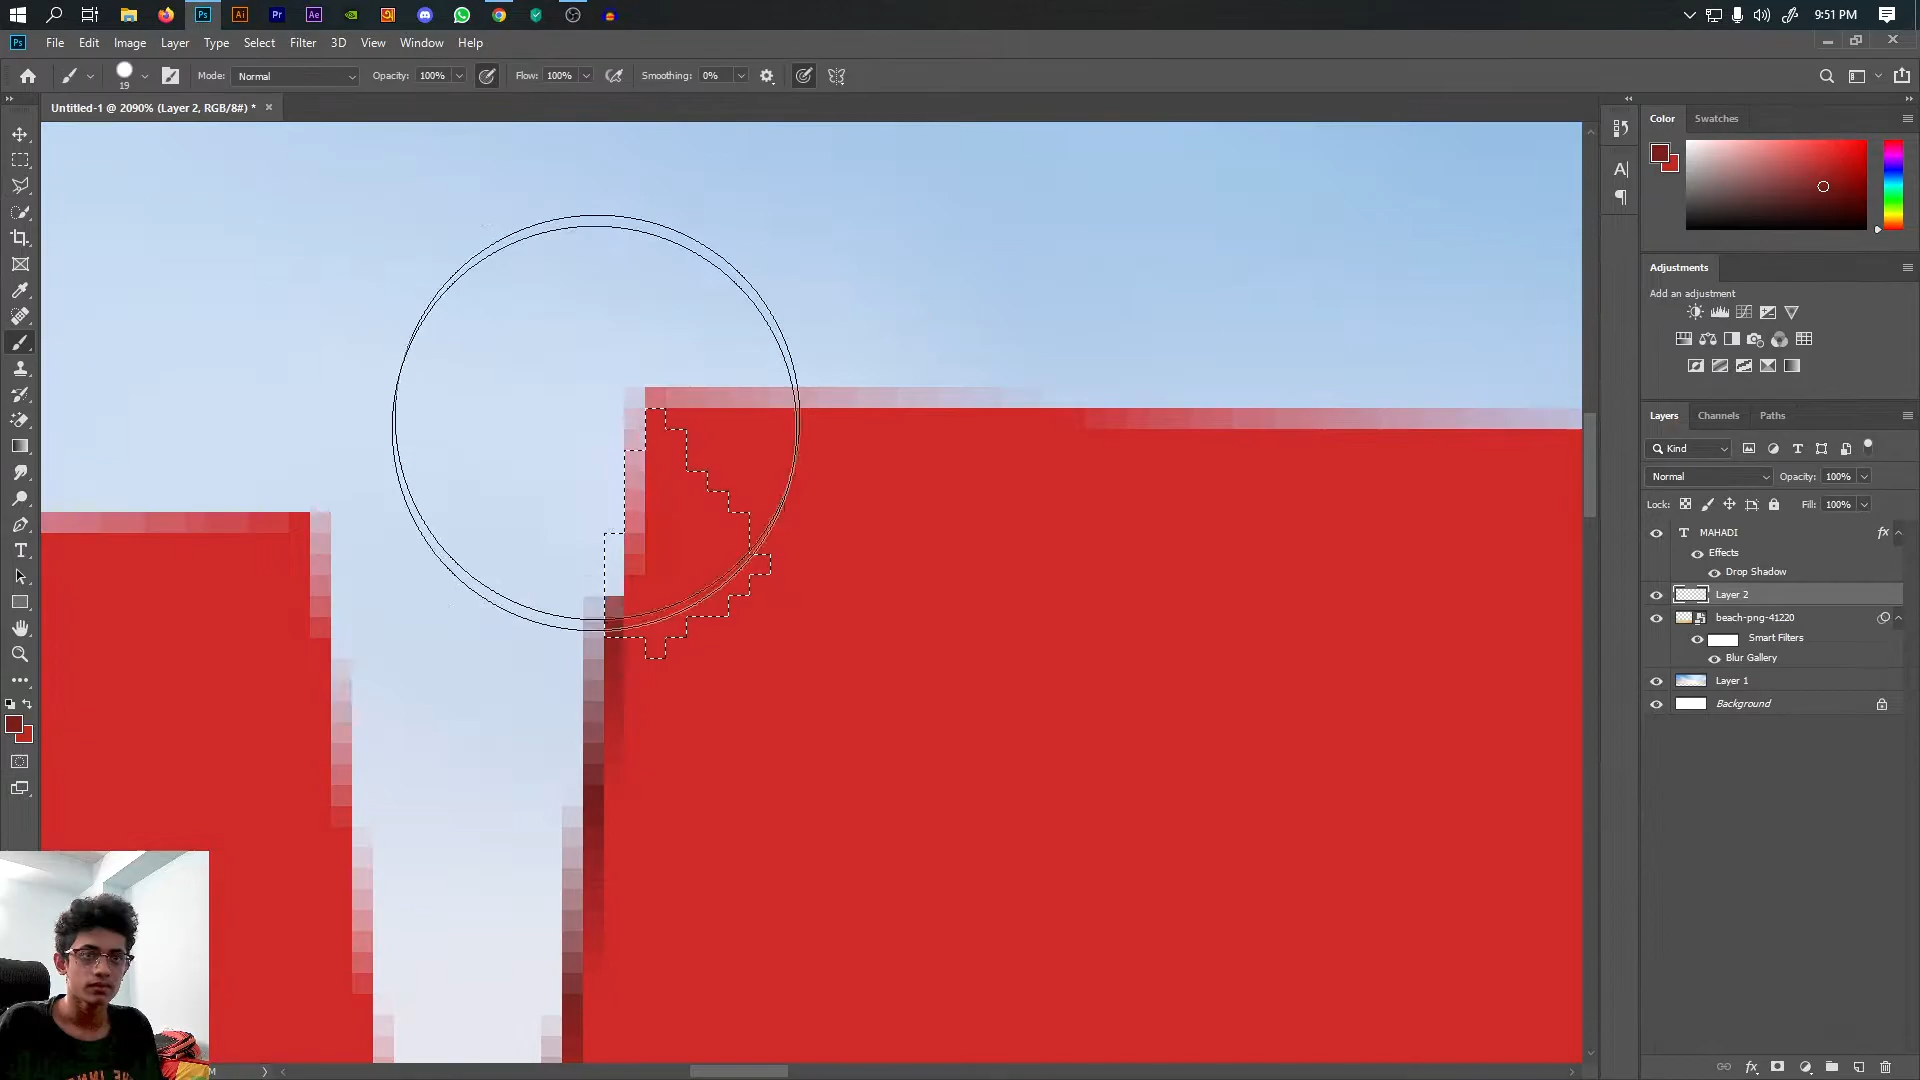 9:51 PM
Ps File Edit Image Layer Type Select Filter 3D View Window Help
19 Mode: Normal Opacity: 100% Flow: 100% Smoothing: 0%
Untitled-1 @ 2090% (Layer 2, RGB/8#) * ×
Color Swatches
Adjustments
Add an adjustment
Layers Channels Paths
Kind
Normal Opacity: 100%
Lock: Fill: 100%
T MAHADI fx
Effects
Drop Shadow
Layer 2
beach-png-41220
Smart Filters
Blur Gallery
Layer 1
Background
M
fx